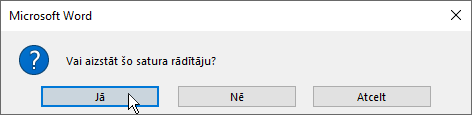 Microsoft Word
Vai aizstāt šo satura rādītāju?
Jā Nē Atcelt